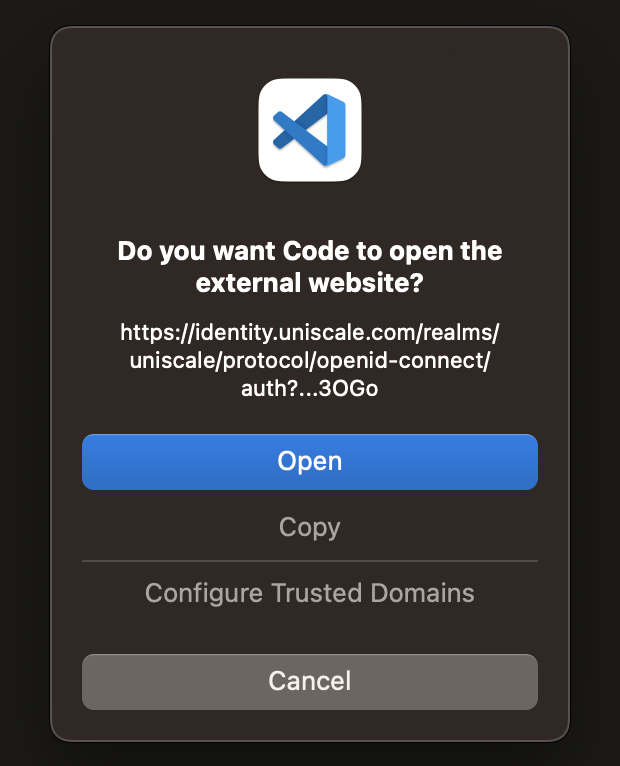 Do you want Code to open the
external website?
https://identity.uniscale.com/realms/
uniscale/protocol/openid-connect/
auth?...3OGo
Open
Copy
Configure Trusted Domains
Cancel